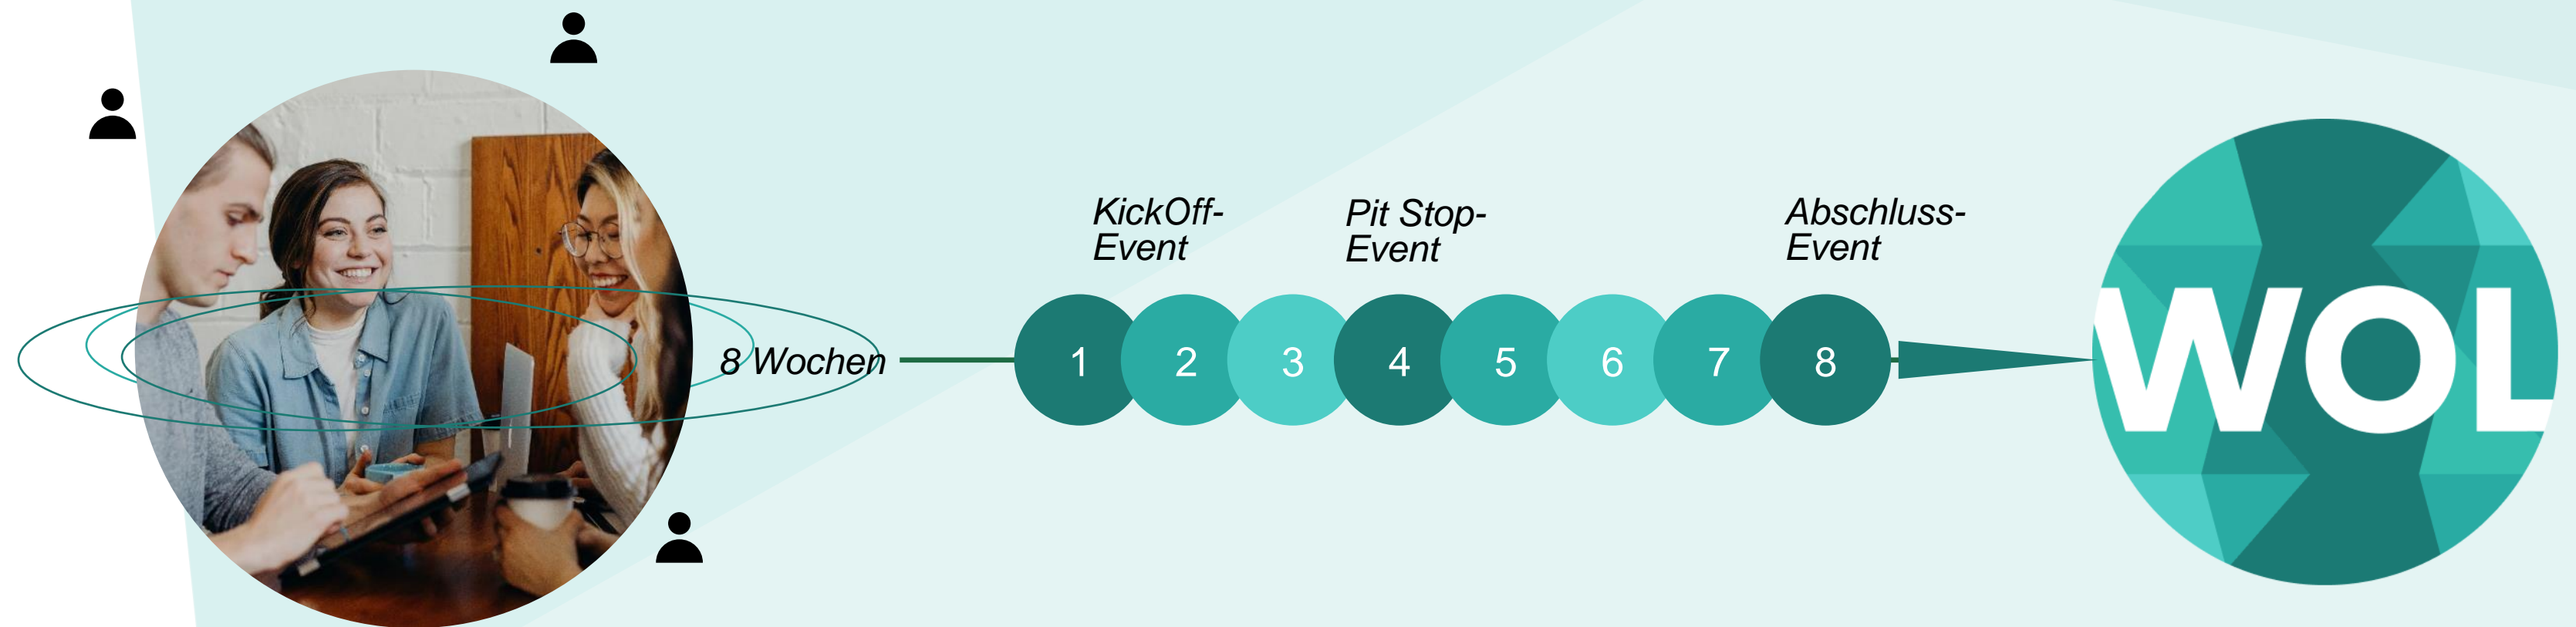 KickOff-
Event
Pit Stop-
Event
Abschluss-
Event
8 Wochen
1 2 3 4 5 6 7 8
WOL